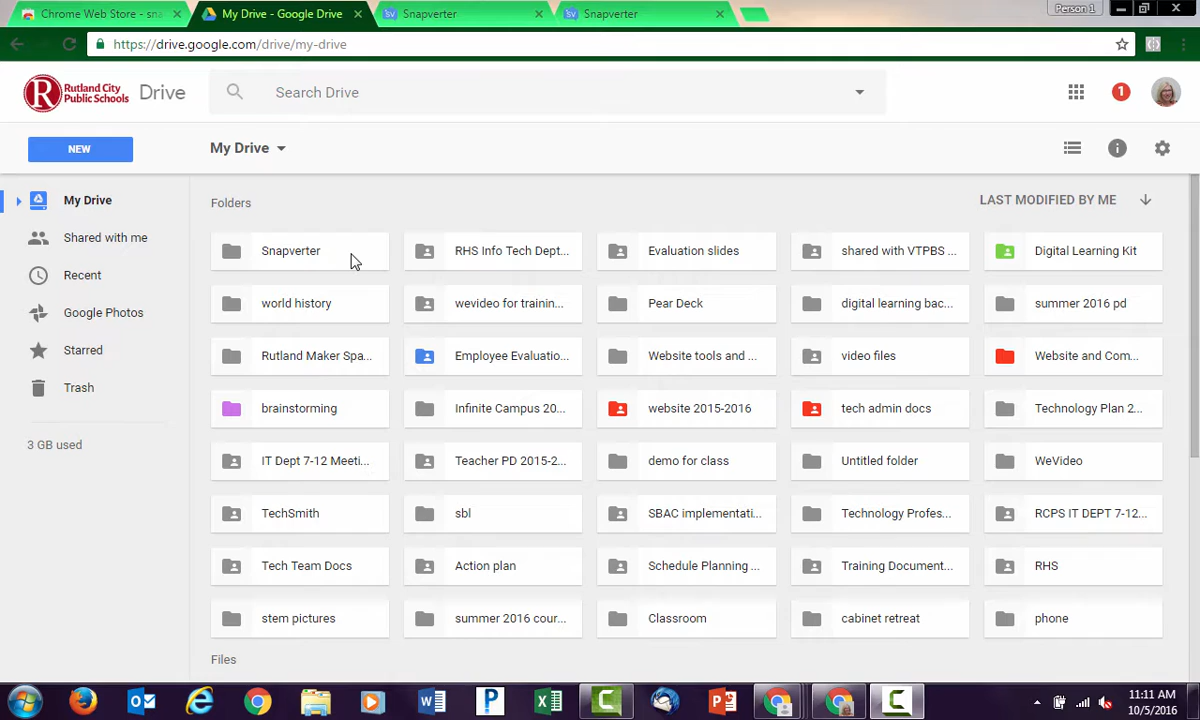 Chrome Web Store - sna
My Drive - Google Drive
Snapverter
Snapverter
Person 1
https://drive.google.com/drive/my-drive
R Rutland City
Public Schools
Drive
Search Drive
1
NEW
My Drive
My Drive
Shared with me
Recent
Google Photos
Starred
Trash
3 GB used
Folders
LAST MODIFIED BY ME
Snapverter
RHS Info Tech Dept...
Evaluation slides
shared with VTPBS ...
Digital Learning Kit
world history
wevideo for trainin...
Pear Deck
digital learning bac...
summer 2016 pd
Rutland Maker Spa...
Employee Evaluatio...
Website tools and ...
video files
Website and Com...
brainstorming
Infinite Campus 20...
website 2015-2016
tech admin docs
Technology Plan 2...
IT Dept 7-12 Meeti...
Teacher PD 2015-2...
demo for class
Untitled folder
WeVideo
TechSmith
sbl
SBAC implementati...
Technology Profes...
RCPS IT DEPT 7-12...
Tech Team Docs
Action plan
Schedule Planning ...
Training Document...
RHS
stem pictures
summer 2016 cour...
Classroom
cabinet retreat
phone
Files
11:11 AM
10/5/2016